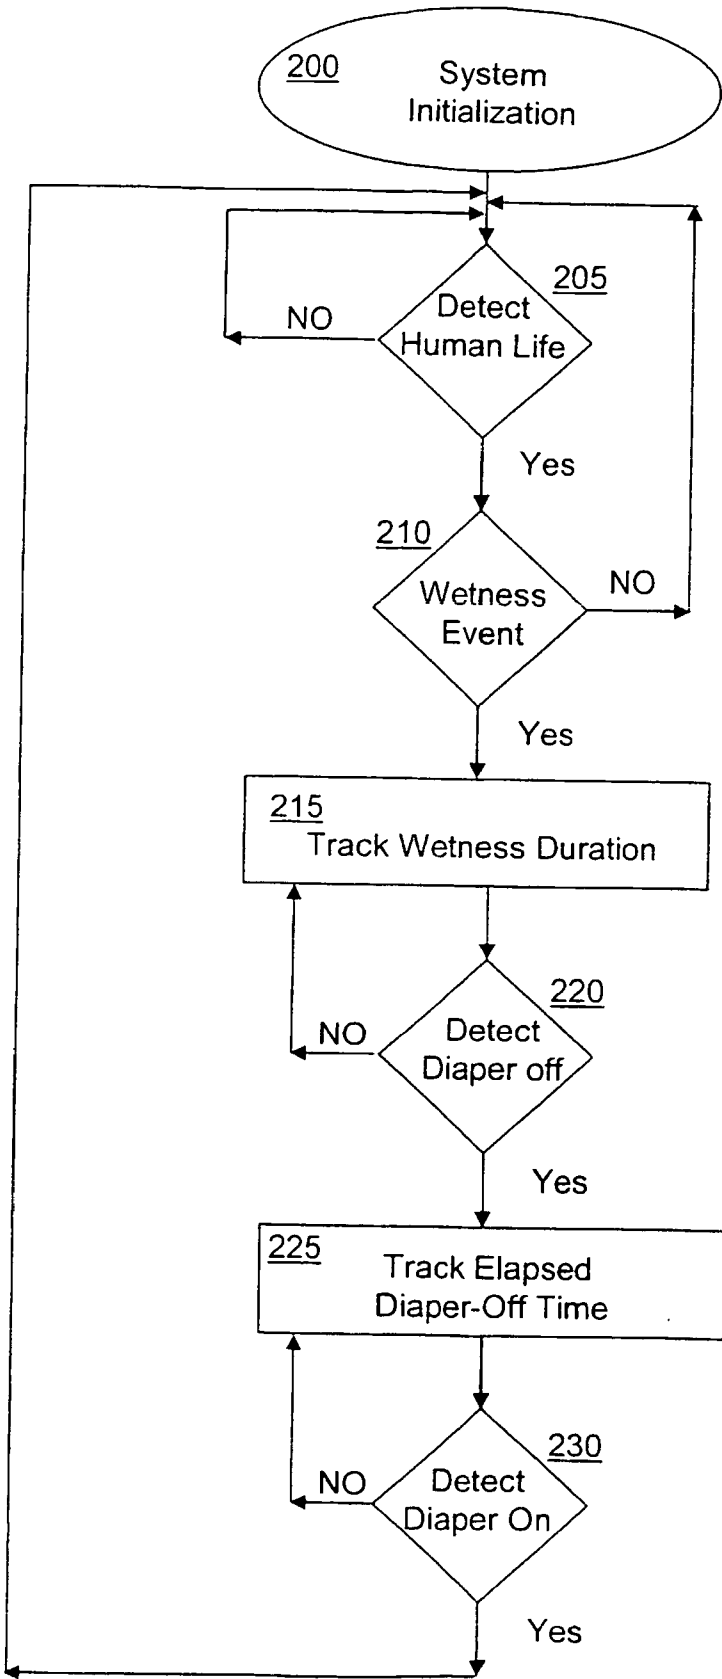 200
System
Initialization
205
Detect
Human Life
NO
Yes
210
Wetness
Event
NO
Yes
215
Track Wetness Duration
220
Detect
Diaper off
NO
Yes
225
Track Elapsed
Diaper-Off Time
230
Detect
Diaper On
NO
Yes